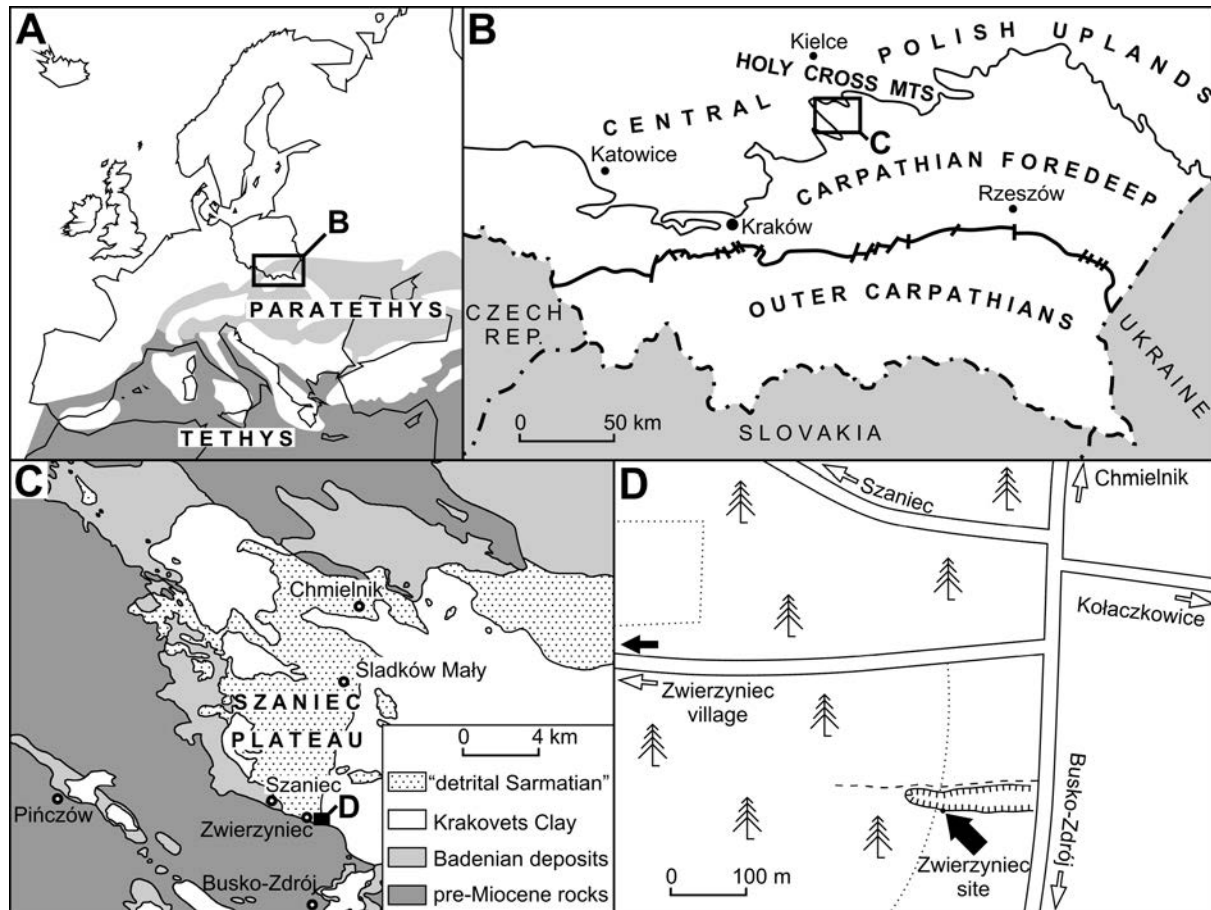 A
B
PARATETHYS
TETHYS
B
Kielce
POLISH UPLANDS
HOLY CROSS MTS
CENTRAL
C
Katowice
CARPATHIAN FOREDEEP
Rzeszów
Kraków
OUTER CARPATHIANS
CZECH
REP.
UKRAINE
0 50 km
SLOVAKIA
C
Chmielnik
Śladków Mały
SZANIEC
PLATEAU
0 4 km
Szaniec
D
Pińczów
Zwierzyniec
Busko-Zdrój
"detrital Sarmatian"
Krakovets Clay
Badenian deposits
pre-Miocene rocks
D
Szaniec
Chmielnik
Kołaczkowice
Zwierzyniec
village
Busko-Zdrój
0 100 m
Zwierzyniec
site